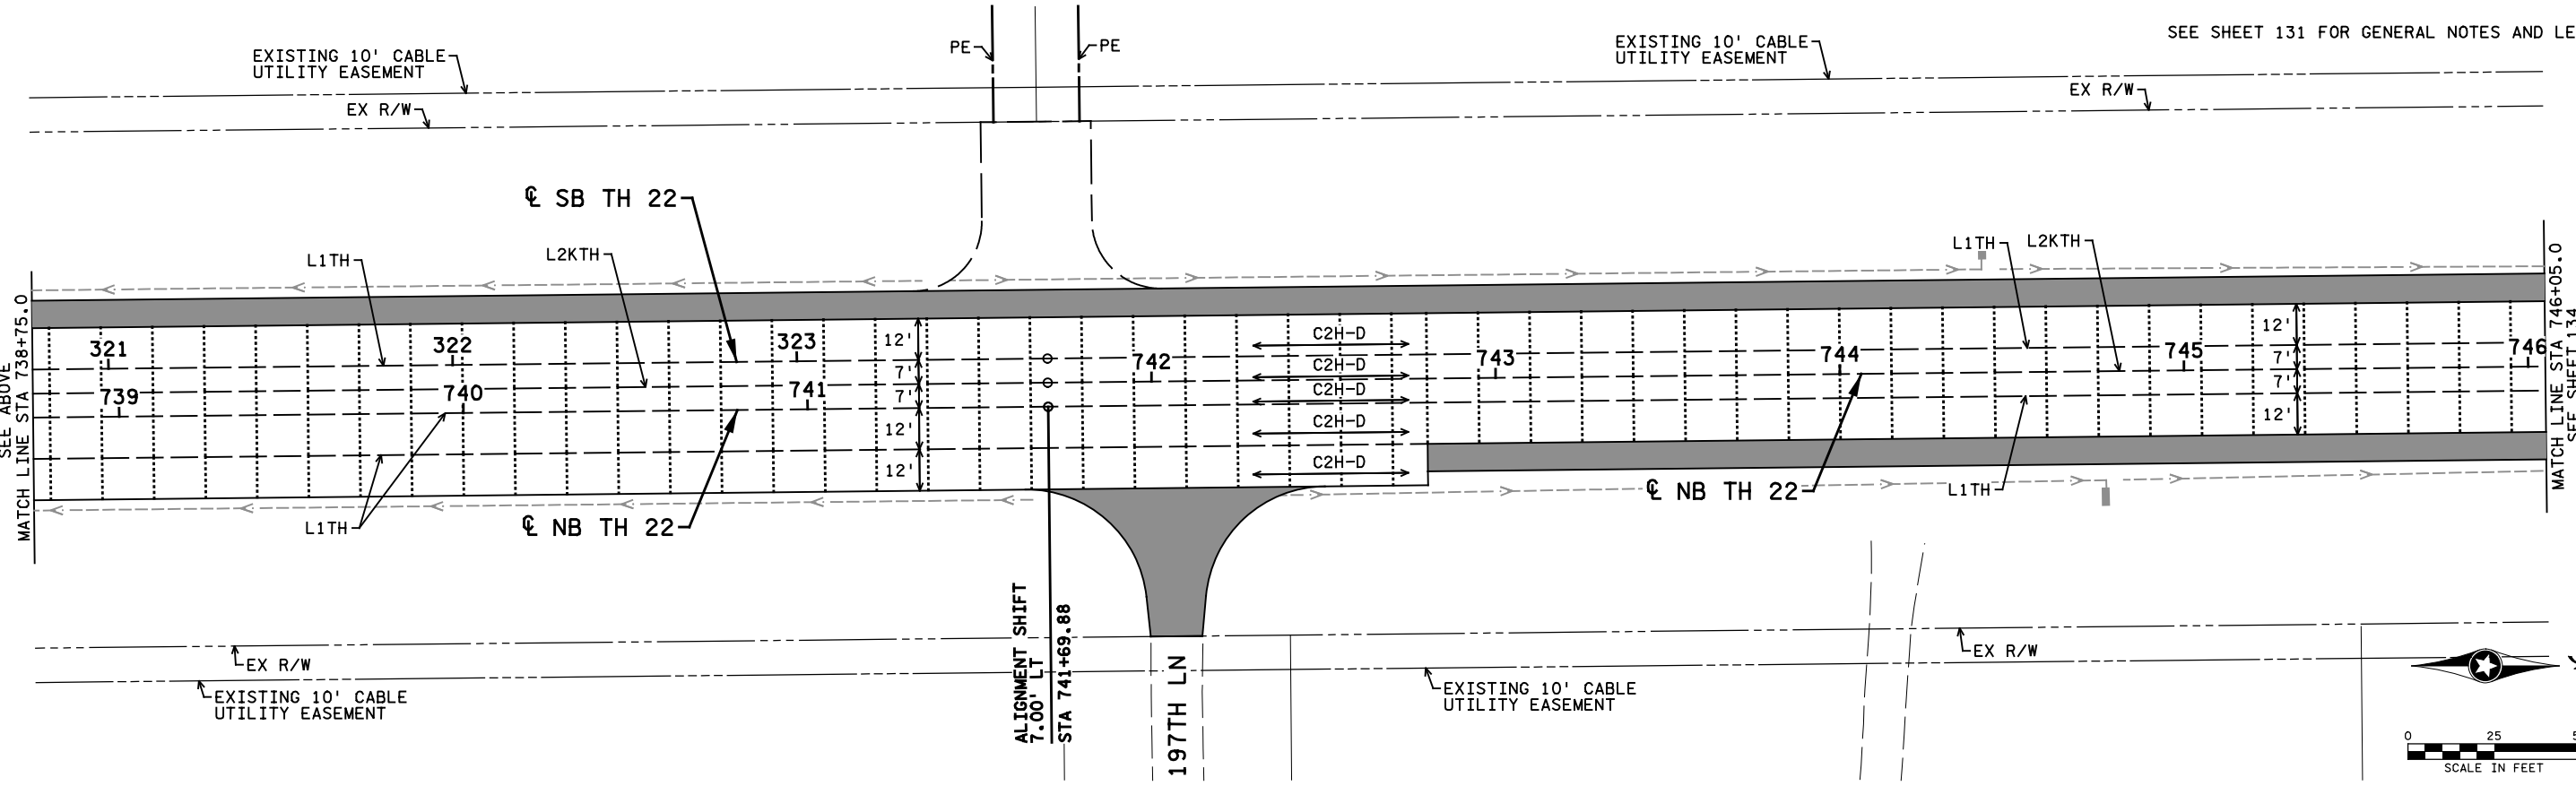 SEE SHEET 131 FOR GENERAL NOTES AND LE
PE
PE
EXISTING 10' CABLE
UTILITY EASEMENT
EXISTING 10' CABLE
UTILITY EASEMENT
EX R/W
EX R/W
℄ SB TH 22
L1TH
L2KTH
L1TH
L2KTH
SEE ABOVE
MATCH LINE STA 738+75.0
MATCH LINE STA 746+05.0
SEE SHEET 134
321
322
323
739
740
741
742
743
744
745
746
12'
7'
7'
12'
12'
C2H-D
C2H-D
C2H-D
C2H-D
C2H-D
12'
7'
7'
12'
L1TH
℄ NB TH 22
℄ NB TH 22
L1TH
ALIGNMENT SHIFT
7.00' LT
STA 741+69.88
197TH LN
EX R/W
EXISTING 10' CABLE
UTILITY EASEMENT
EX R/W
EXISTING 10' CABLE
UTILITY EASEMENT
0 25 5
SCALE IN FEET